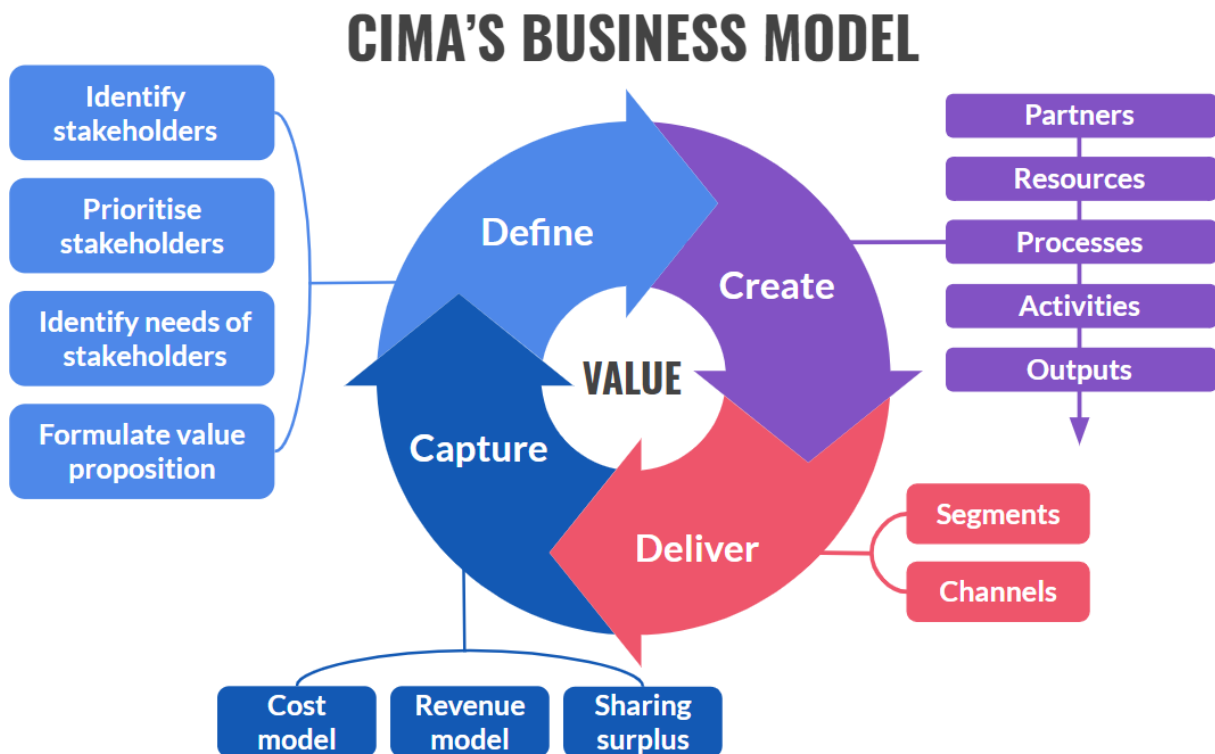 CIMA'S BUSINESS MODEL
Identify
stakeholders
Prioritise
stakeholders
Identify needs of
stakeholders
Formulate value
proposition
Define
Create
VALUE
Capture
Deliver
Partners
Resources
Processes
Activities
Outputs
Segments
Channels
Cost
model
Revenue
model
Sharing
surplus